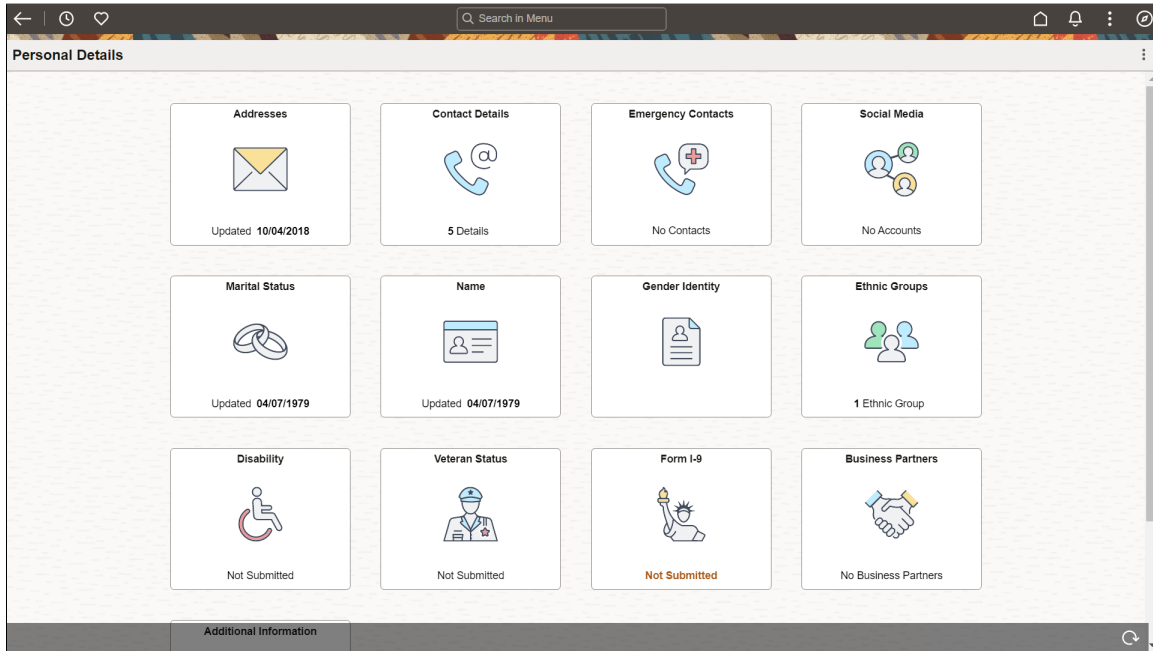 Search in Menu
Personal Details
Addresses
Contact Details
Emergency Contacts
Social Media
@
Updated 10/04/2018
5 Details
No Contacts
No Accounts
Marital Status
Name
Gender Identity
Ethnic Groups
Updated 04/07/1979
Updated 04/07/1979
1 Ethnic Group
Disability
Veteran Status
Form I-9
Business Partners
Not Submitted
Not Submitted
Not Submitted
No Business Partners
Additional Information